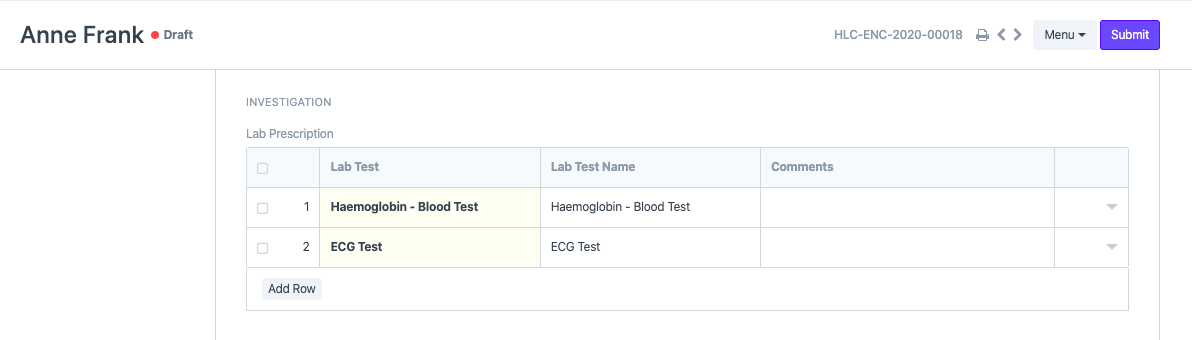 Anne Frank Draft HLC-ENC-2020-00018 Menu Submit
INVESTIGATION
Lab Prescription
Lab Test Lab Test Name Comments
1 Haemoglobin - Blood Test Haemoglobin - Blood Test
2 ECG Test ECG Test
Add Row